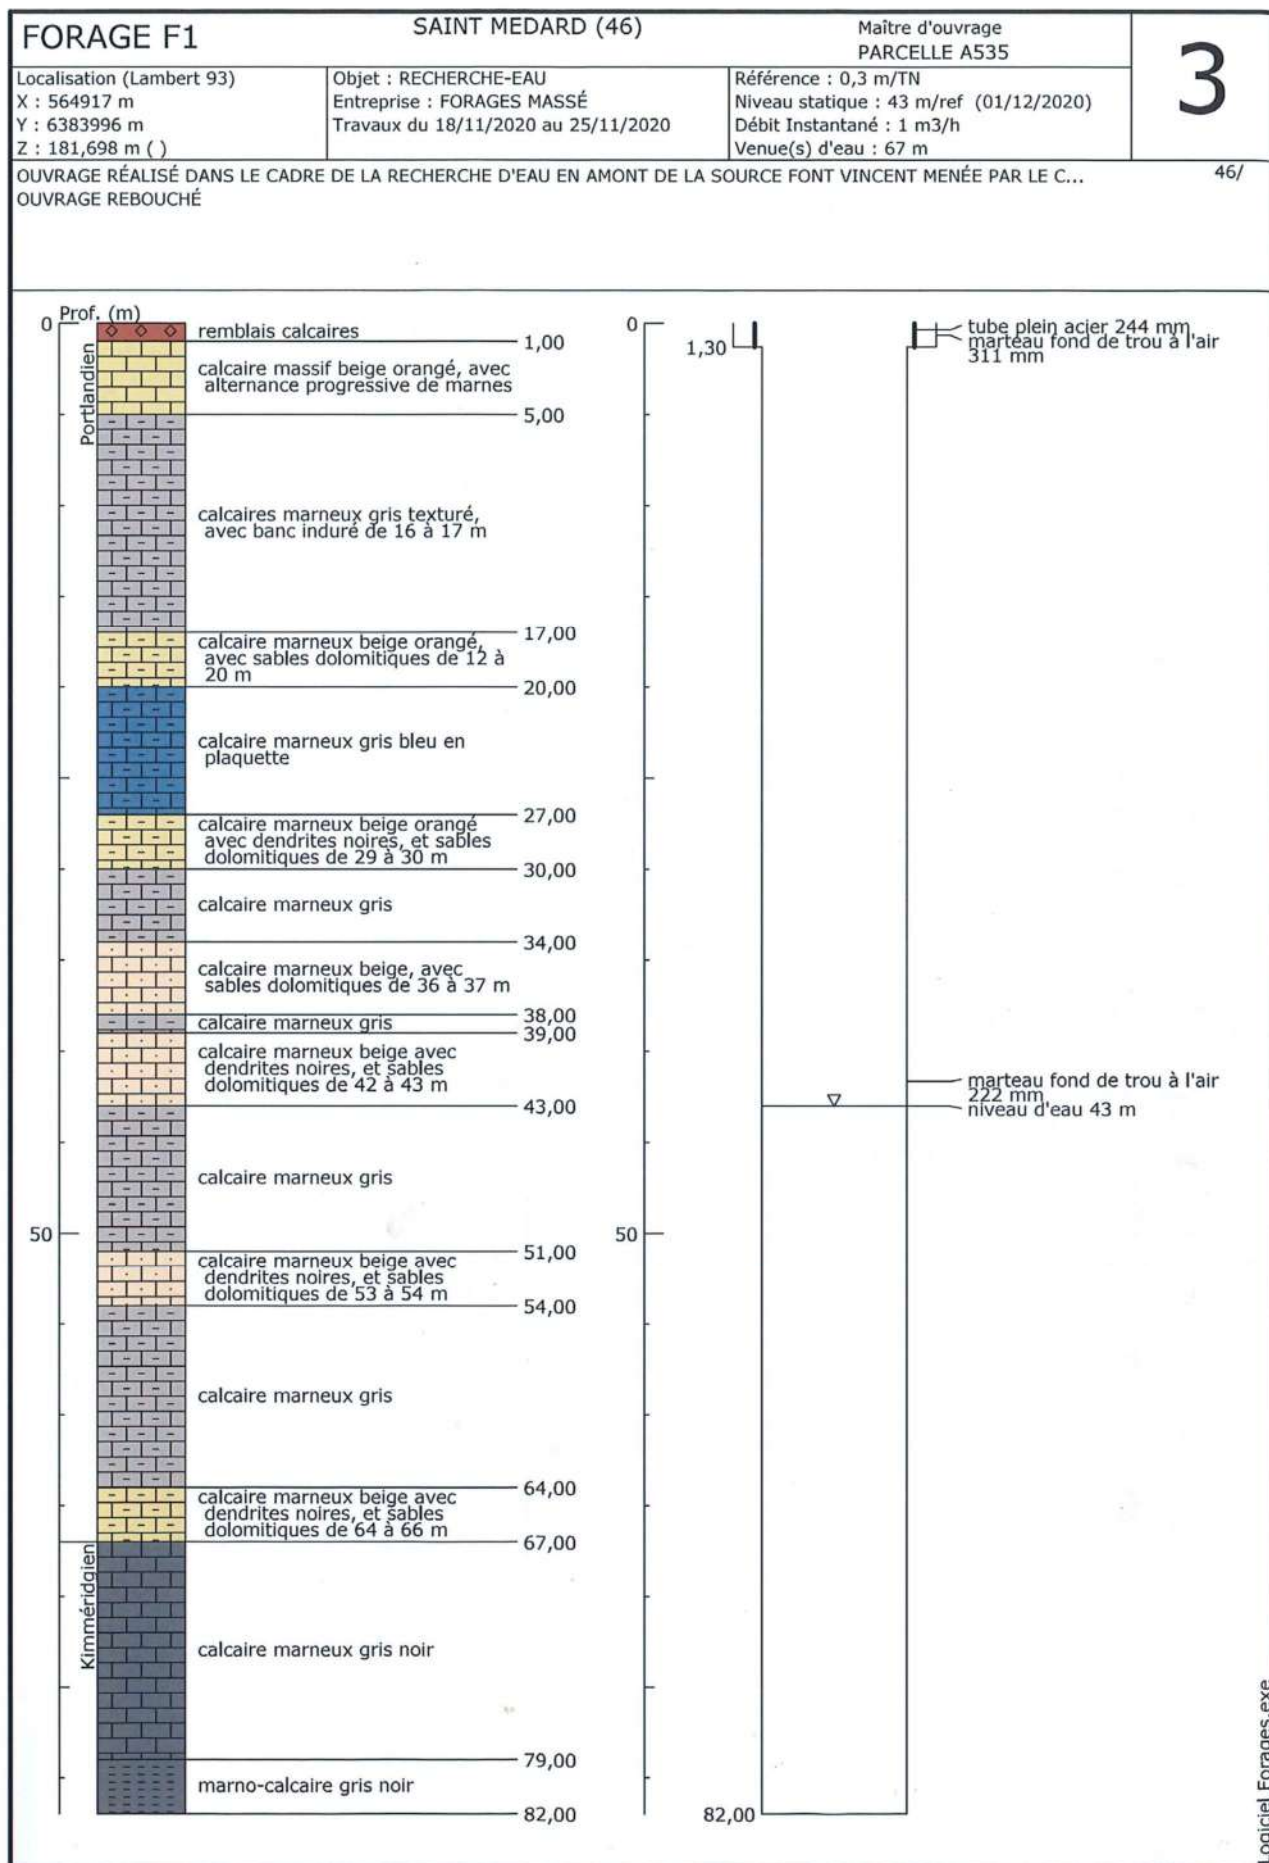 FORAGE F1
SAINT MEDARD (46)
Maître d'ouvrage
PARCELLE A535
3
Localisation (Lambert 93)
X : 564917 m
Y : 6383996 m
Z : 181,698 m ( )
Objet : RECHERCHE-EAU
Entreprise : FORAGES MASSÉ
Travaux du 18/11/2020 au 25/11/2020
Référence : 0,3 m/TN
Niveau statique : 43 m/ref (01/12/2020)
Débit Instantané : 1 m3/h
Venue(s) d'eau : 67 m
OUVRAGE RÉALISÉ DANS LE CADRE DE LA RECHERCHE D'EAU EN AMONT DE LA SOURCE FONT VINCENT MENÉE PAR LE C...
46/
OUVRAGE REBOUCHÉ
Prof. (m)
0
Portlandien
remblais calcaires
1,00
calcaire massif beige orangé, avec
alternance progressive de marnes
5,00
calcaires marneux gris texturé,
avec banc induré de 16 à 17 m
17,00
calcaire marneux beige orangé,
avec sables dolomitiques de 12 à
20 m
20,00
calcaire marneux gris bleu en
plaquette
27,00
calcaire marneux beige orangé
avec dendrites noires, et sables
dolomitiques de 29 à 30 m
30,00
calcaire marneux gris
34,00
calcaire marneux beige, avec
sables dolomitiques de 36 à 37 m
38,00
calcaire marneux gris
39,00
calcaire marneux beige avec
dendrites noires, et sables
dolomitiques de 42 à 43 m
43,00
calcaire marneux gris
50
51,00
calcaire marneux beige avec
dendrites noires, et sables
dolomitiques de 53 à 54 m
54,00
calcaire marneux gris
64,00
calcaire marneux beige avec
dendrites noires, et sables
dolomitiques de 64 à 66 m
67,00
Kimméridgien
calcaire marneux gris noir
79,00
marno-calcaire gris noir
82,00
0
1,30
tube plein acier 244 mm
marteau fond de trou à l'air
311 mm
marteau fond de trou à l'air
222 mm
niveau d'eau 43 m
50
82,00
Logiciel Forages.exe